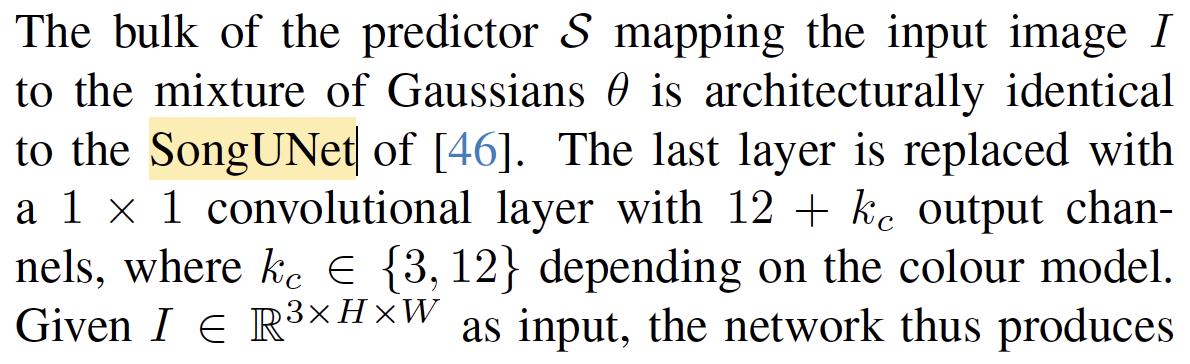 The bulk of the predictor 𝒮 mapping the input image I
to the mixture of Gaussians θ is architecturally identical
to the SongUNet of [46]. The last layer is replaced with
a 1 × 1 convolutional layer with 12 + k_c output chan-
nels, where k_c ∈ {3, 12} depending on the colour model.
Given I ∈ ℝ^{3×H×W} as input, the network thus produces